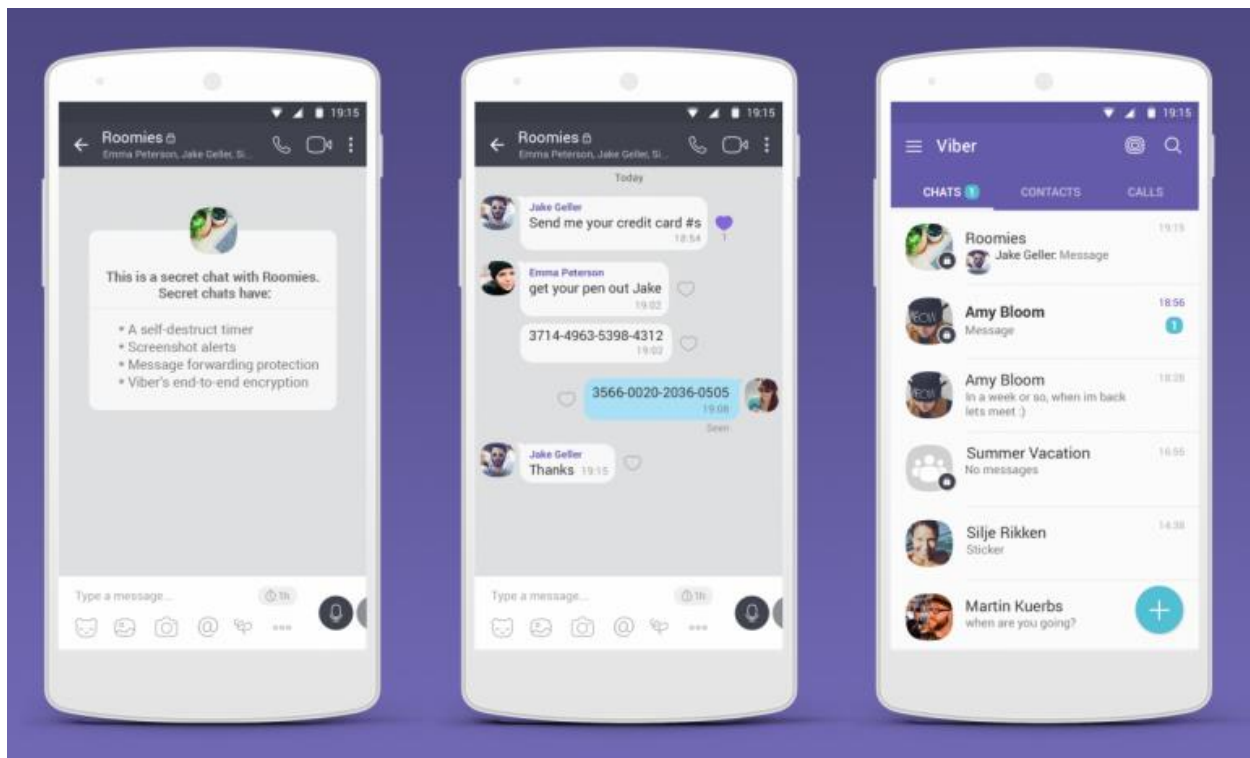 19:15
Roomies
Emma Peterson, Jake Geller, Si...
This is a secret chat with Roomies.
Secret chats have:
* A self-destruct timer
* Screenshot alerts
* Message forwarding protection
* Viber's end-to-end encryption
Type a message...
1h
19:15
Roomies
Emma Peterson, Jake Geller, Si...
Today
Jake Geller
Send me your credit card #s
18:54
1
Emma Peterson
get your pen out Jake
19:02
3714-4963-5398-4312
19:03
3566-0020-2036-0505
19:08
Seen
Jake Geller
Thanks 19:15
Type a message...
1h
19:15
Viber
CHATS 1 CONTACTS CALLS
Roomies 19:15
Jake Geller: Message
MEOW
Amy Bloom 18:56
Message 1
MEOW
Amy Bloom 18:28
In a week or so, when im back
lets meet :)
Summer Vacation 16:55
No messages
Silje Rikken 14:38
Sticker
Martin Kuerbs
when are you going?